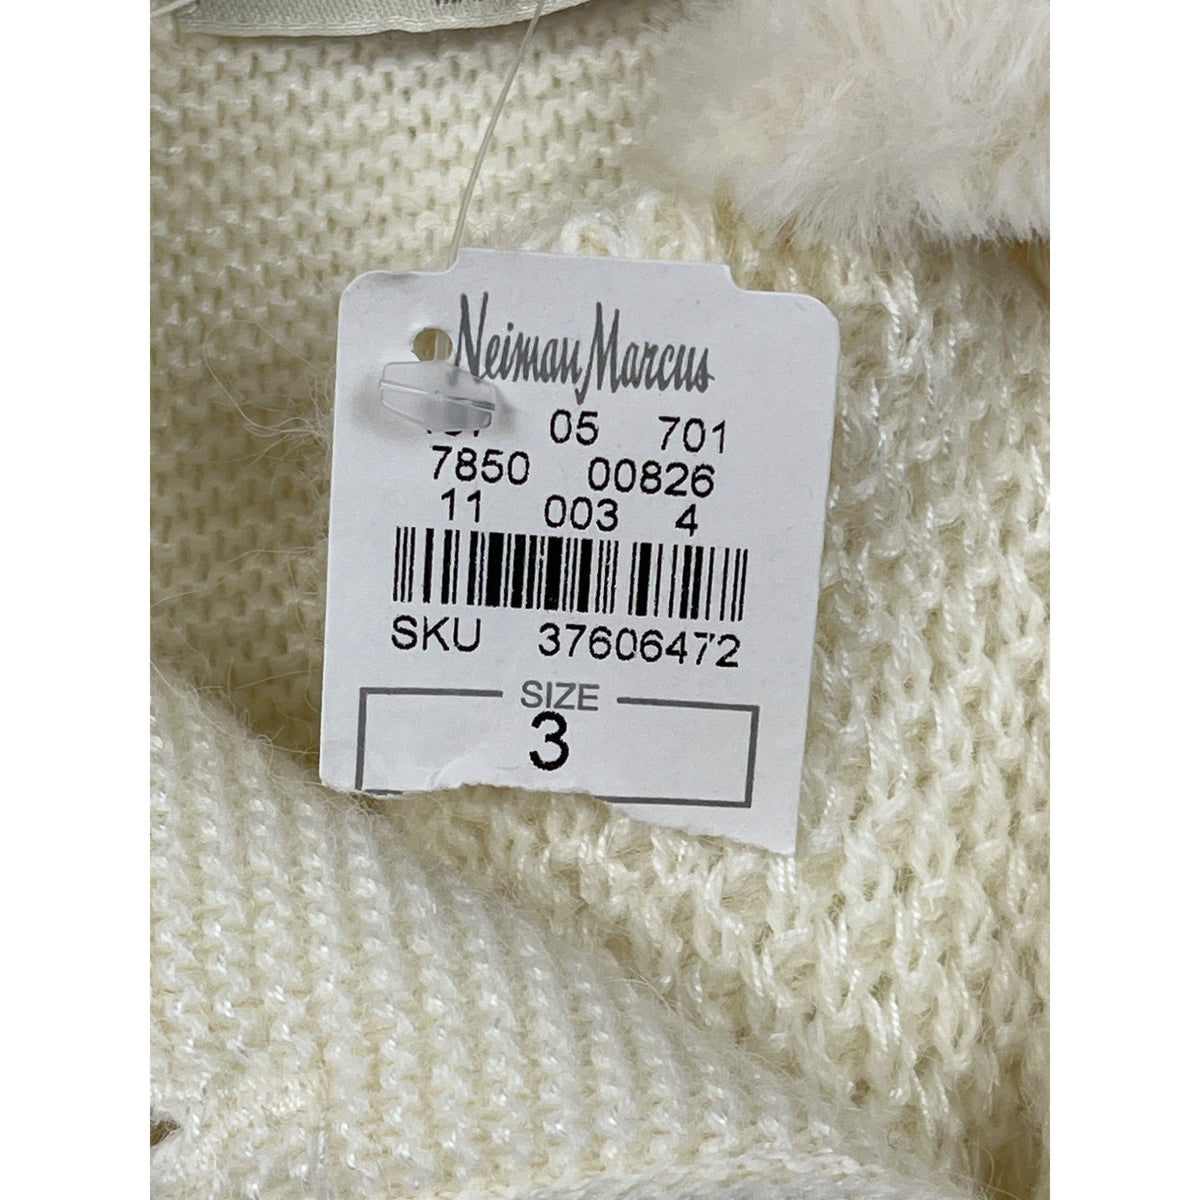 Neiman Marcus
05 701
7850 00826
11 003 4
SKU 37606472
SIZE
3